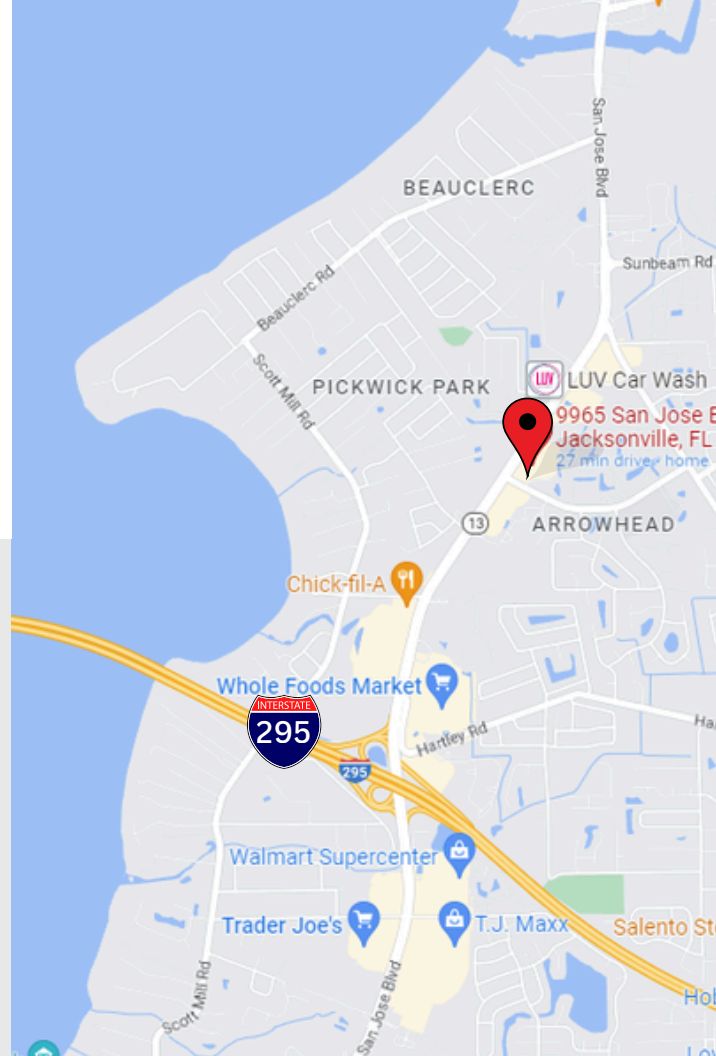 San Jose Blvd
BEAUCLERC
Sunbeam Rd
Beauclerc Rd
Scott Mill Rd
PICKWICK PARK
LUV
LUV Car Wash
9965 San Jose B
Jacksonville, FL
27 min drive - home
13
ARROWHEAD
Chick-fil-A
Whole Foods Market
INTERSTATE
295
Hartley Rd
Ha
295
Walmart Supercenter
Trader Joe's
T.J. Maxx
Salento St
Scott Mill Rd
San Jose Blvd
Hob